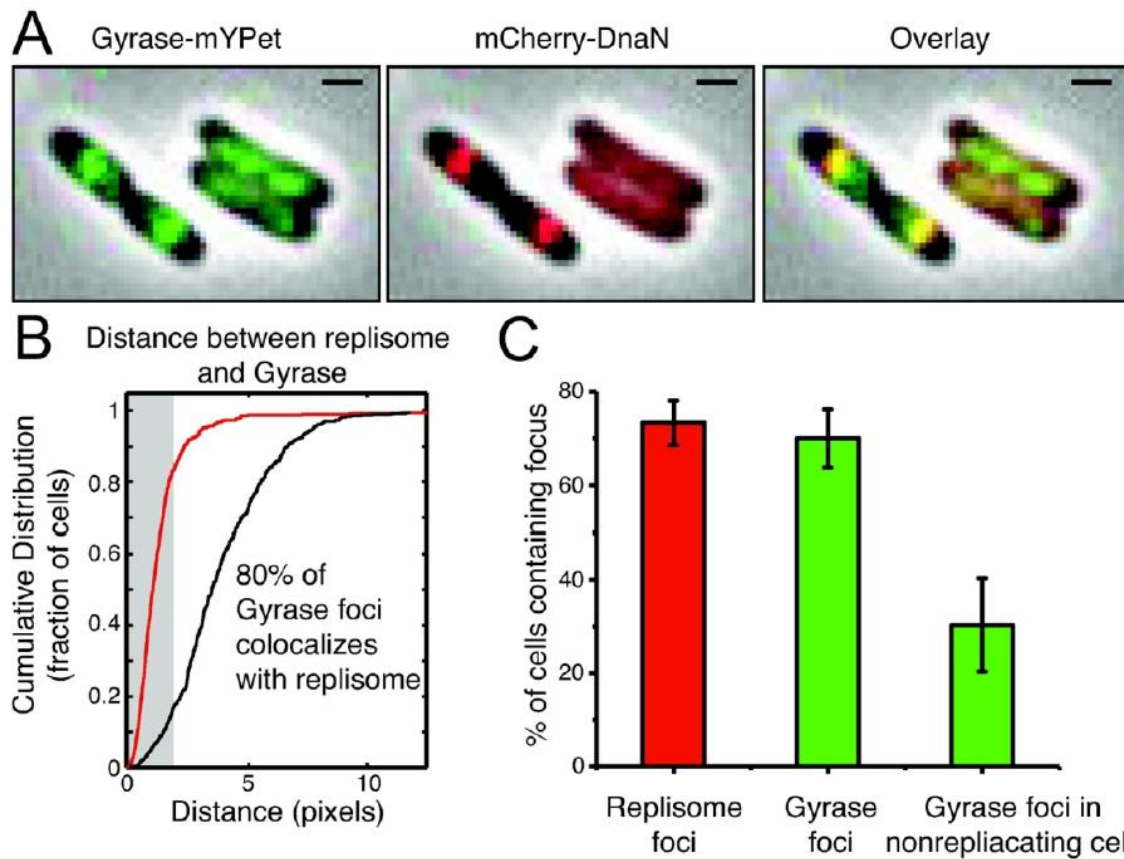 A
Gyrase-mYPet
mCherry-DnaN
Overlay
B
Distance between replisome
and Gyrase
Cumulative Distribution
(fraction of cells)
1
0.8
0.6
0.4
0.2
0
0
5
10
80% of
Gyrase foci
colocalizes
with replisome
Distance (pixels)
C
% of cells containing focus
80
60
40
20
0
Replisome
foci
Gyrase
foci
Gyrase foci in
nonrepliacating cel